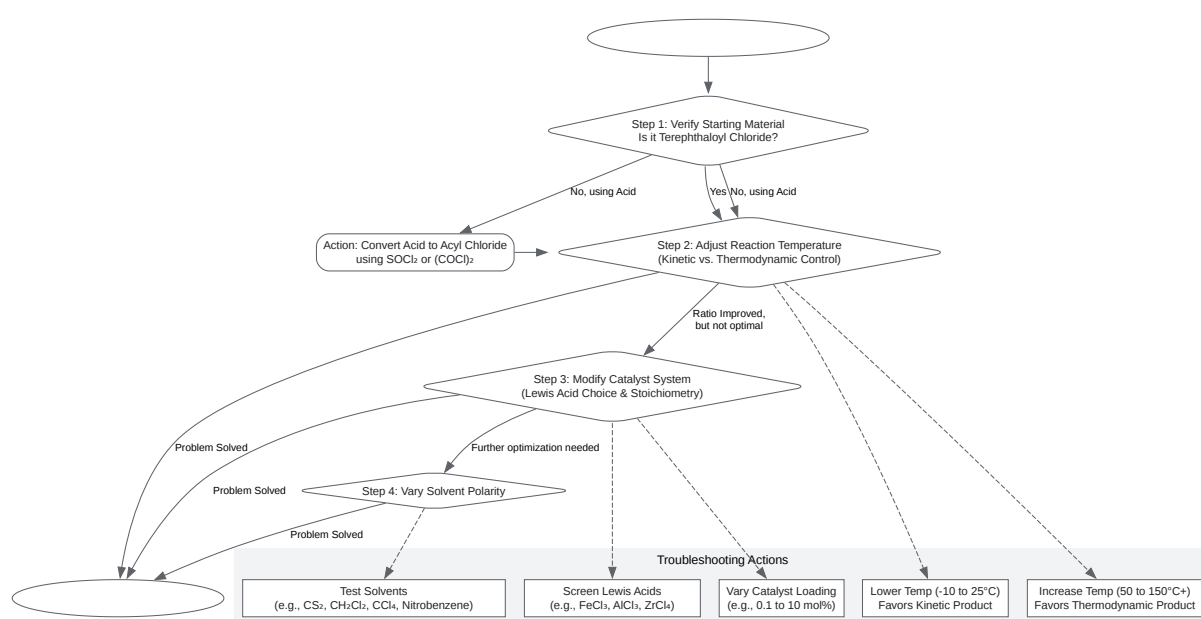 Step 1: Verify Starting Material
Is it Terephthaloyl Chloride?
No, using Acid
Yes
No, using Acid
Action: Convert Acid to Acyl Chloride
using SOCl₂ or (COCl)₂
Step 2: Adjust Reaction Temperature
(Kinetic vs. Thermodynamic Control)
Ratio Improved,
but not optimal
Step 3: Modify Catalyst System
(Lewis Acid Choice & Stoichiometry)
Problem Solved
Further optimization needed
Problem Solved
Step 4: Vary Solvent Polarity
Problem Solved
Troubleshooting Actions
Test Solvents
(e.g., CS₂, CH₂Cl₂, CCl₄, Nitrobenzene)
Screen Lewis Acids
(e.g., FeCl₃, AlCl₃, ZrCl₄)
Vary Catalyst Loading
(e.g., 0.1 to 10 mol%)
Lower Temp (-10 to 25°C)
Favors Kinetic Product
Increase Temp (50 to 150°C+)
Favors Thermodynamic Product